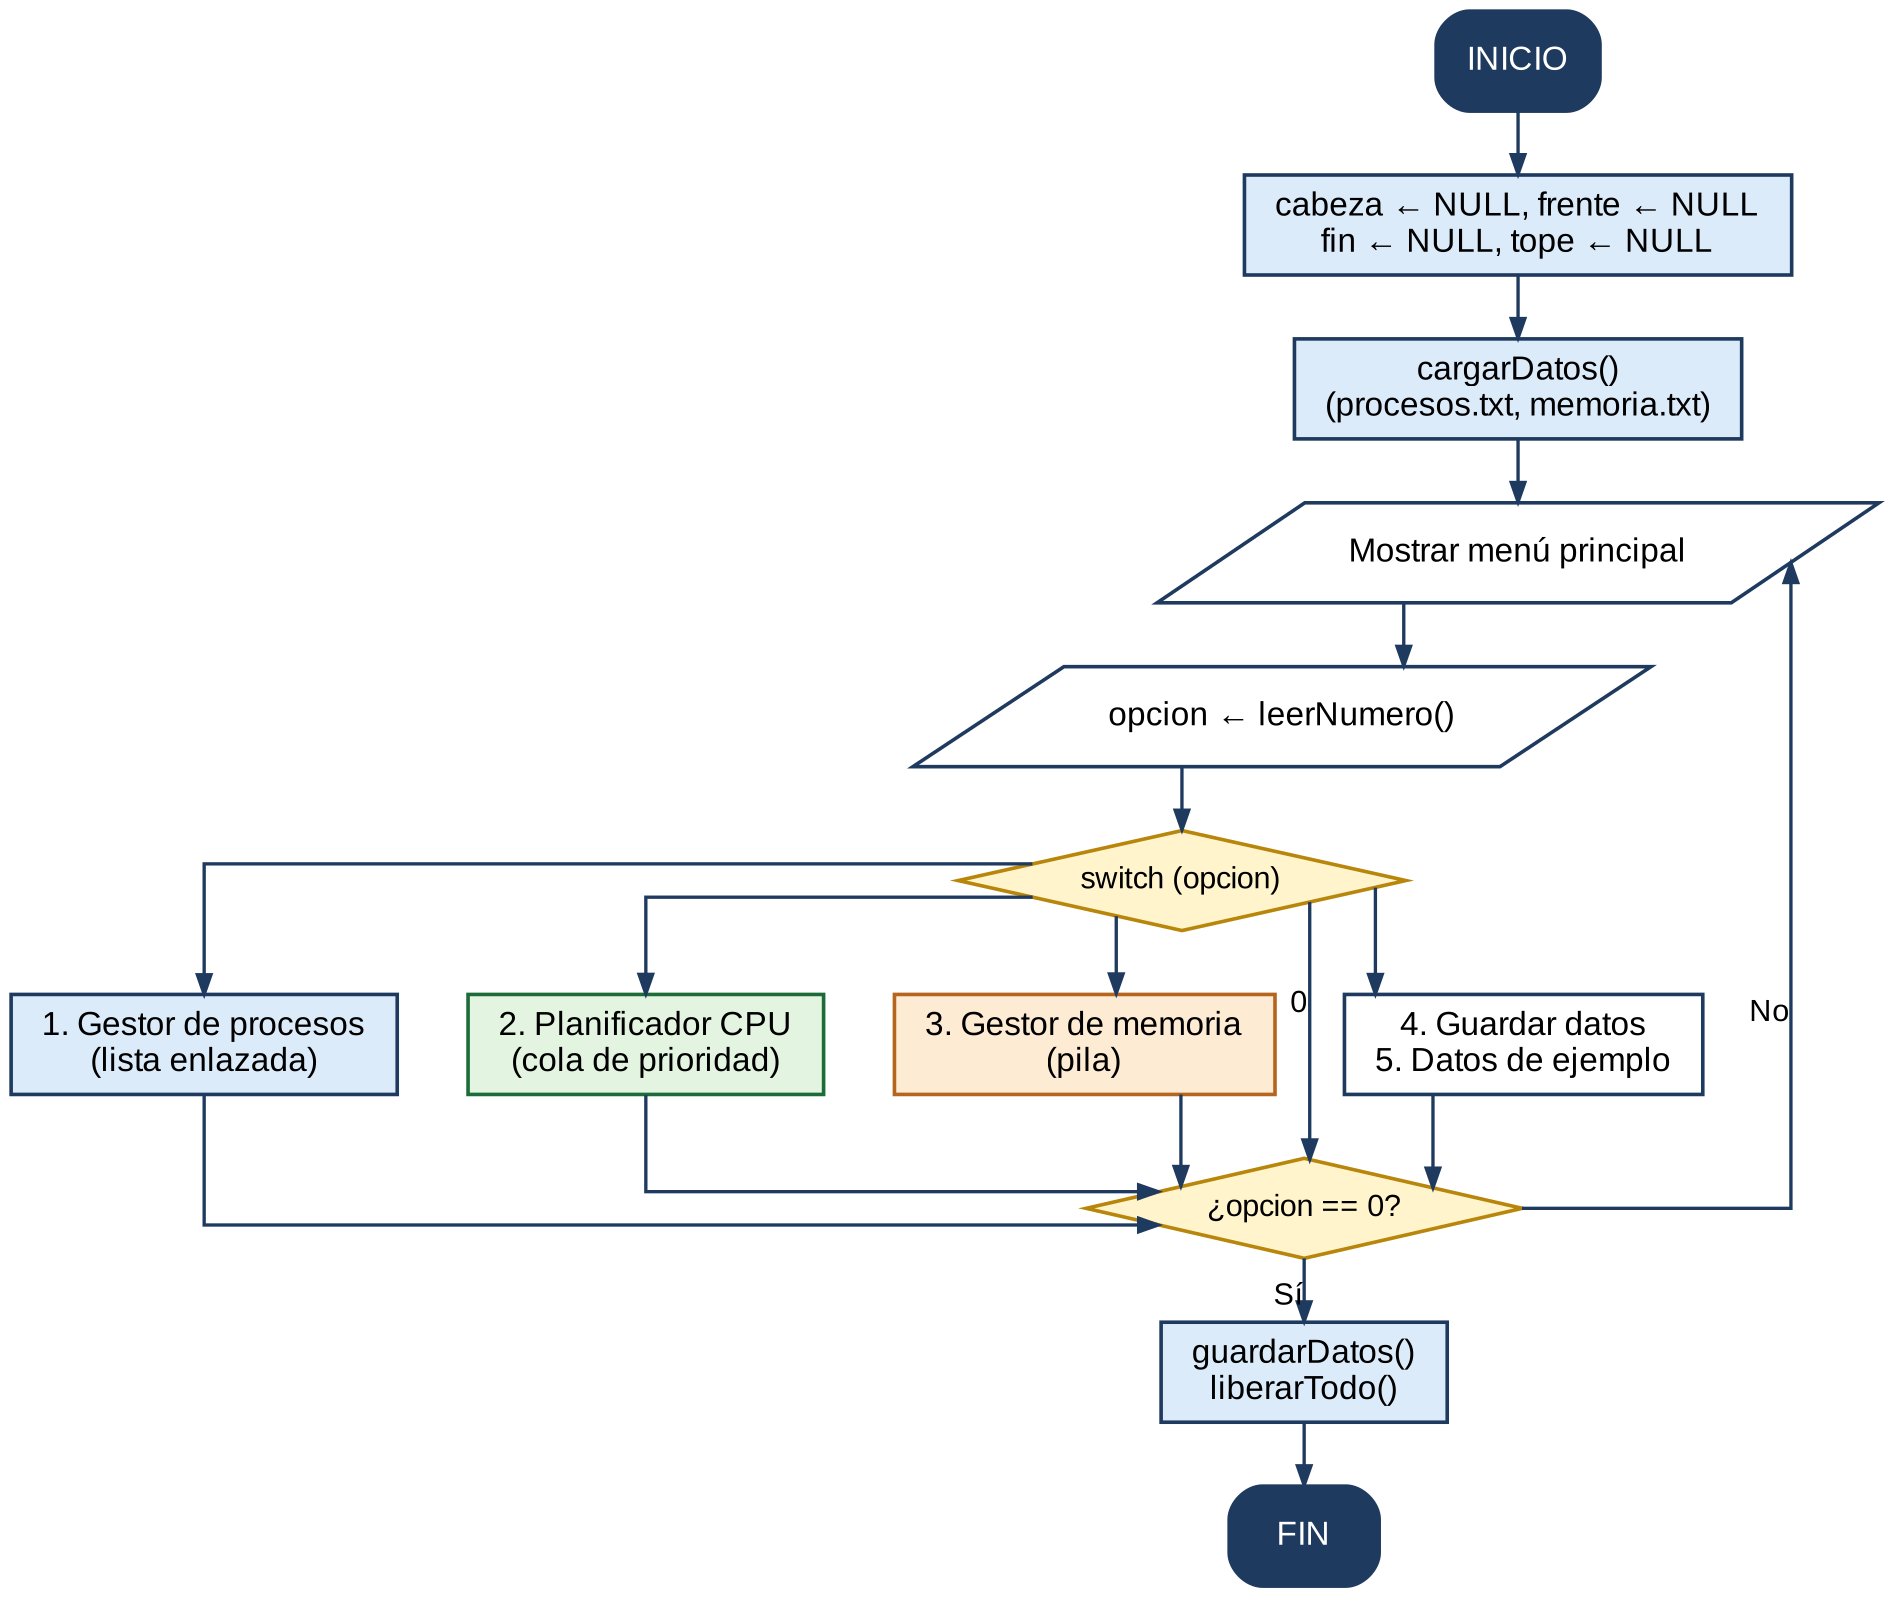 INICIO
cabeza ← NULL, frente ← NULL
fin ← NULL, tope ← NULL
cargarDatos()
(procesos.txt, memoria.txt)
Mostrar menú principal
opcion ← leerNumero()
switch (opcion)
1. Gestor de procesos
(lista enlazada)
2. Planificador CPU
(cola de prioridad)
3. Gestor de memoria
(pila)
0
4. Guardar datos
5. Datos de ejemplo
No
¿opcion == 0?
Sí
guardarDatos()
liberarTodo()
FIN